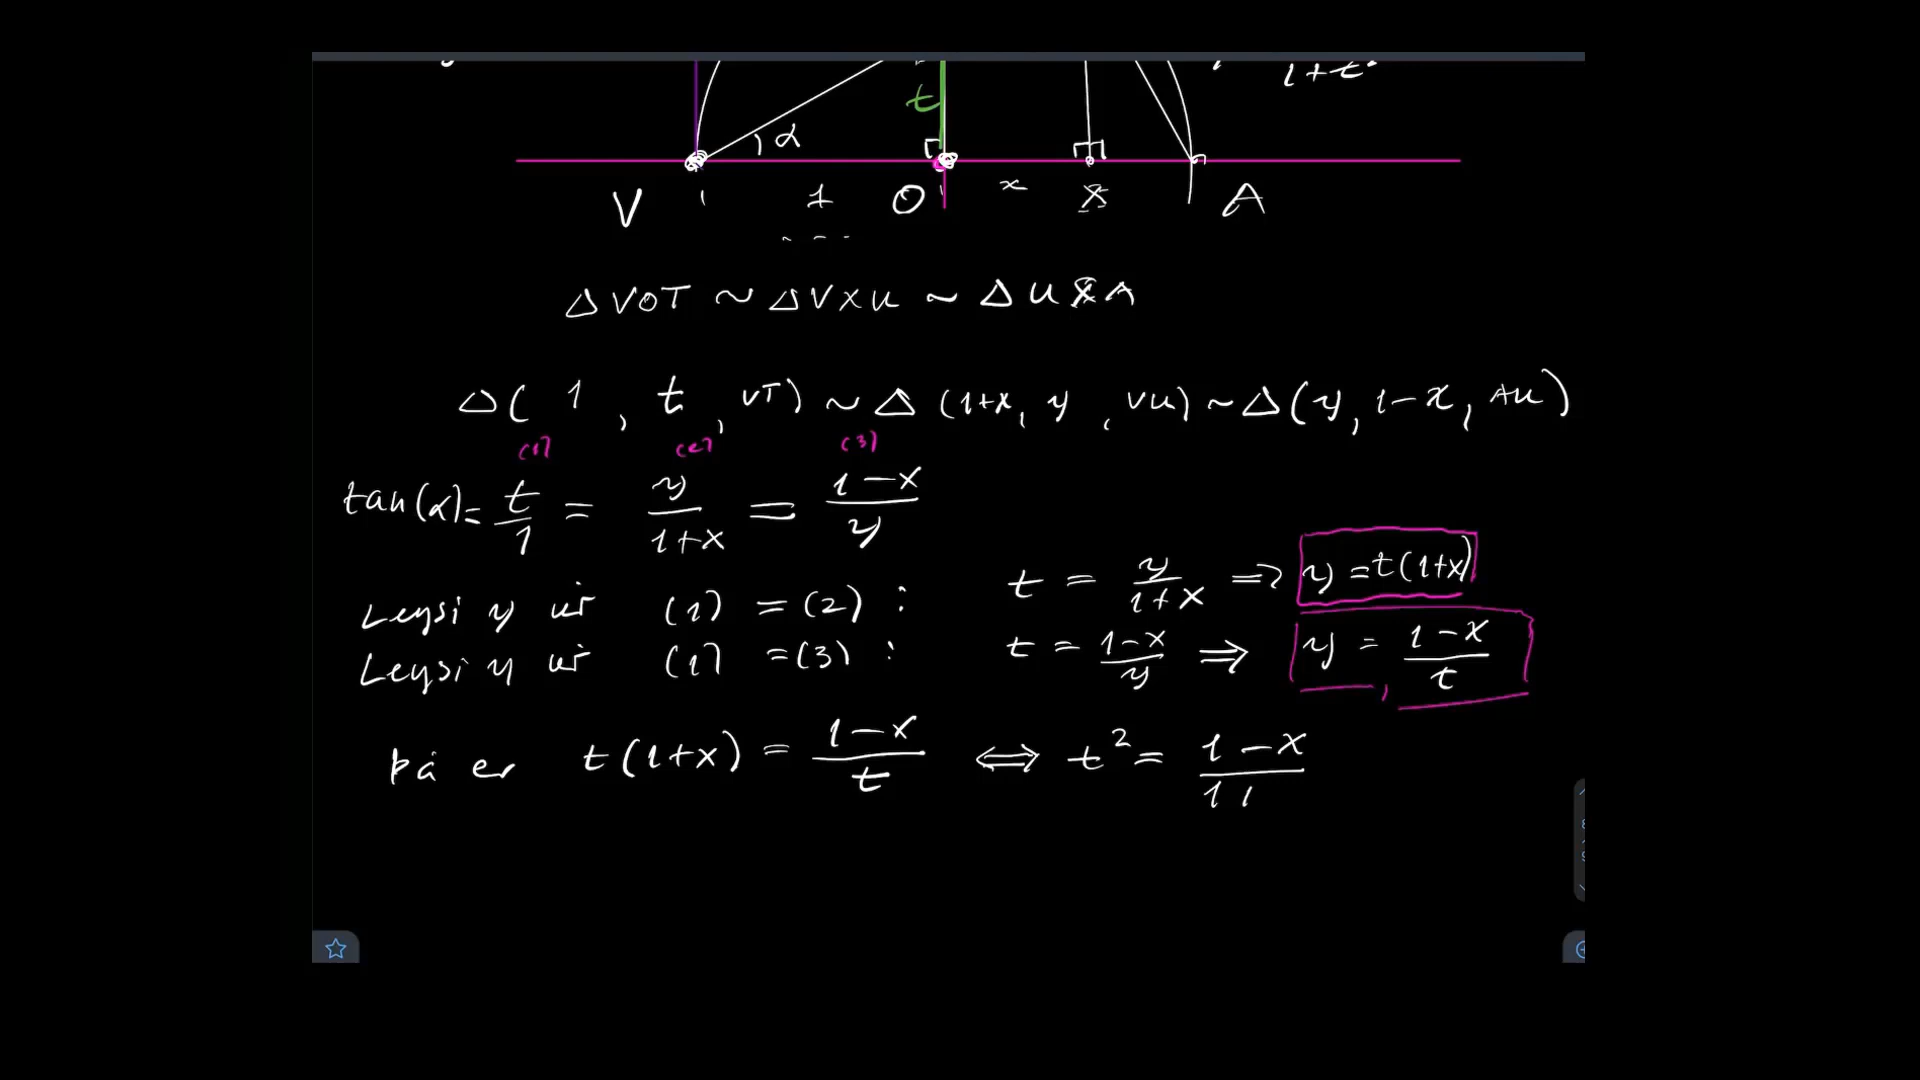 1+t²
t
α
V 1 O x X A
△VOT ~ △VXU ~ △UXA
△( 1 , t , VT) ~ △ (1+x, y , VU) ~ △(y, 1-x, AU)
(1) (2) (3)
tan(α) = t/1 = y/(1+x) = (1-x)/y
Leysi y úr (1) = (2) : t = y/(1+x) => y = t(1+x)
Leysi y úr (1) = (3) : t = (1-x)/y => y = (1-x)/t
Þá er t(1+x) = (1-x)/t <=> t² = (1-x)/1